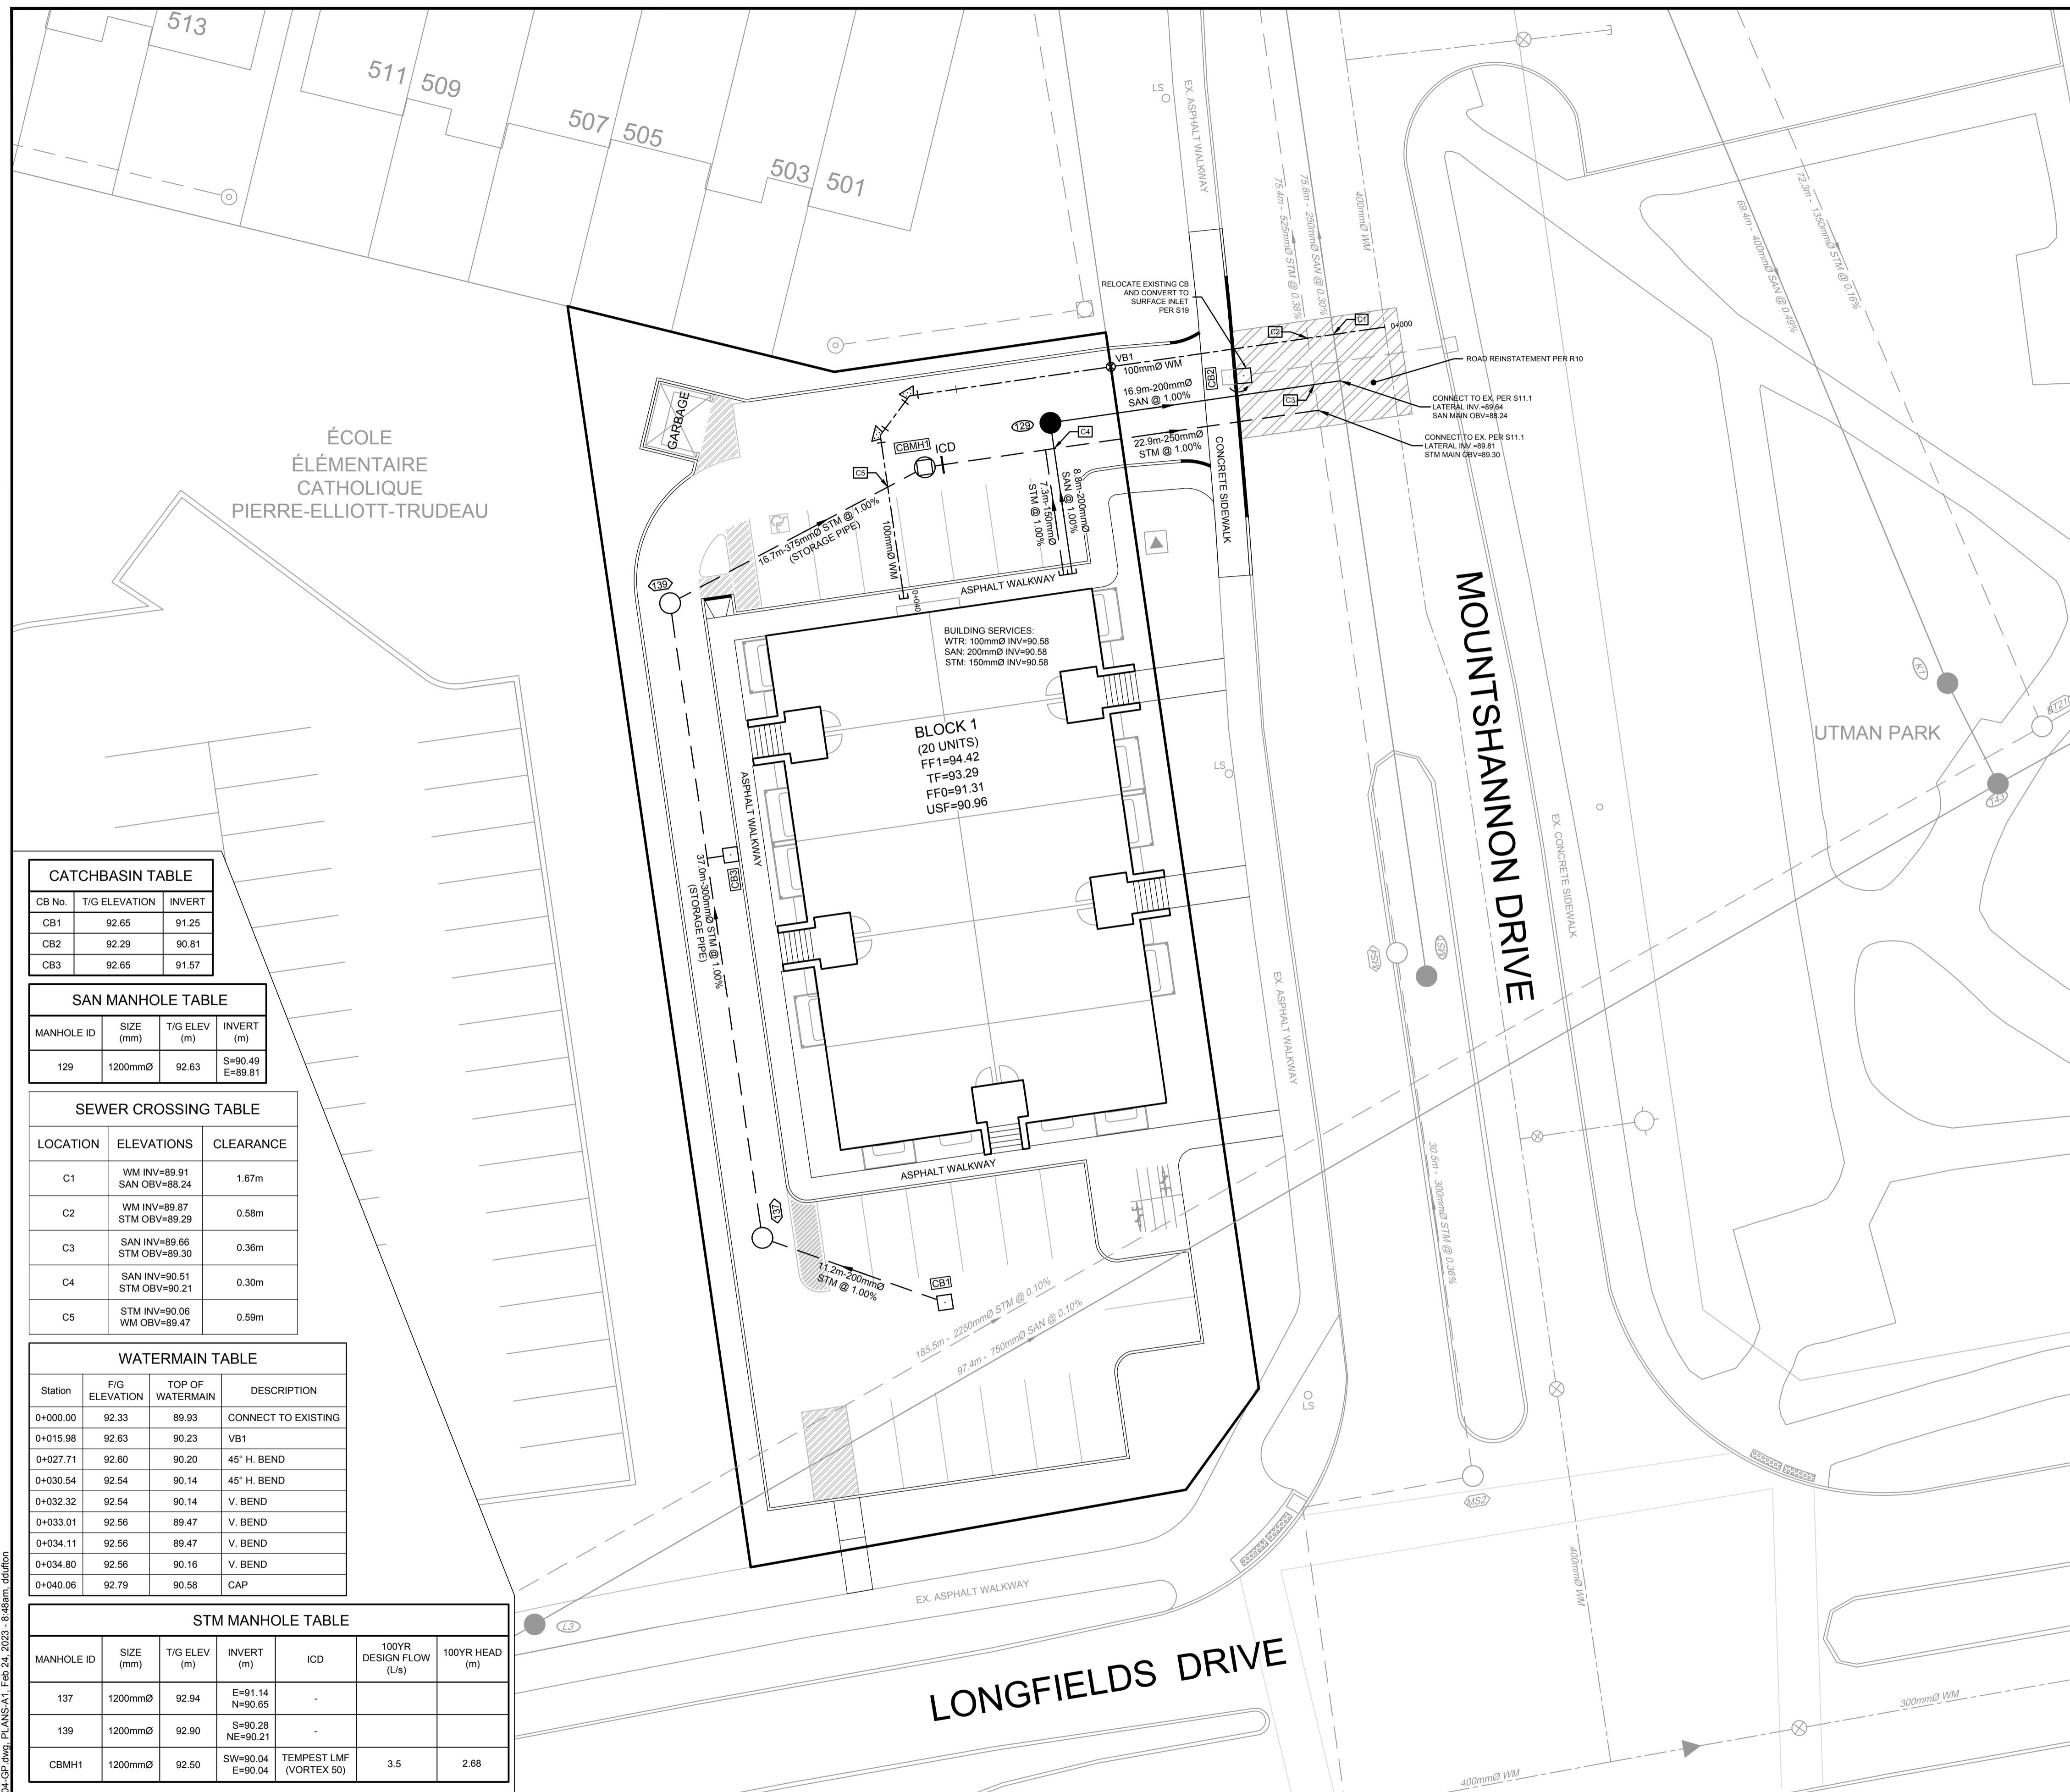 513
511 509
507 505
503 501
LS
EX. ASPHALT WALKWAY
75.4m - 525mmØ STM @ 0.38%
75.8m - 250mmØ SAN @ 0.30%
400mmØ WM
69.4m - 400mmØ SAN @ 0.49%
72.3m - 1350mmØ STM @ 0.16%
RELOCATE EXISTING CB
AND CONVERT TO
SURFACE INLET
PER S19
C2
C1
0+000
VB1
100mmØ WM
CB2
ROAD REINSTATEMENT PER R10
16.9m-200mmØ
SAN @ 1.00%
C3
CONNECT TO EX. PER S11.1
LATERAL INV.=89.64
SAN MAIN OBV=88.24
CONNECT TO EX. PER S11.1
LATERAL INV.=89.81
STM MAIN OBV=89.30
GARBAGE
129
C4
CBMH1 ICD
22.9m-250mmØ
STM @ 1.00%
CONCRETE SIDEWALK
C5
ÉCOLE
ÉLÉMENTAIRE
CATHOLIQUE
PIERRE-ELLIOTT-TRUDEAU
16.7m-375mmØ STM @ 1.00%
(STORAGE PIPE)
100mmØ WM
7.3m-150mmØ
STM @ 1.00%
8.8m-200mmØ
SAN @ 1.00%
139
0+040
ASPHALT WALKWAY
BUILDING SERVICES:
WTR: 100mmØ INV=90.58
SAN: 200mmØ INV=90.58
STM: 150mmØ INV=90.58
MOUNTSHANNON DRIVE
K1
UTMAN PARK
T43
BLOCK 1
(20 UNITS)
FF1=94.42
TF=93.29
FF0=91.31
USF=90.96
LS
ASPHALT WALKWAY
CB3
37.0m-300mmØ STM @ 1.00%
(STORAGE PIPE)
EX. CONCRETE SIDEWALK
MS4
EX. ASPHALT WALKWAY
ASPHALT WALKWAY
137
11.2m-200mmØ
STM @ 1.00%
CB1
185.5m - 2250mmØ STM @ 0.10%
97.4m - 750mmØ SAN @ 0.10%
30.5m - 300mmØ STM @ 0.36%
LS
MS2
400mmØ WM
EX. ASPHALT WALKWAY
L3
LONGFIELDS DRIVE
300mmØ WM
400mmØ WM
CATCHBASIN TABLE
CB No. T/G ELEVATION INVERT
CB1 92.65 91.25
CB2 92.29 90.81
CB3 92.65 91.57
SAN MANHOLE TABLE
MANHOLE ID SIZE (mm) T/G ELEV (m) INVERT (m)
129 1200mmØ 92.63 S=90.49
E=89.81
SEWER CROSSING TABLE
LOCATION ELEVATIONS CLEARANCE
C1 WM INV=89.91 1.67m
SAN OBV=88.24
C2 WM INV=89.87 0.58m
STM OBV=89.29
C3 SAN INV=89.66 0.36m
STM OBV=89.30
C4 SAN INV=90.51 0.30m
STM OBV=90.21
C5 STM INV=90.06 0.59m
WM OBV=89.47
WATERMAIN TABLE
Station F/G ELEVATION TOP OF WATERMAIN DESCRIPTION
0+000.00 92.33 89.93 CONNECT TO EXISTING
0+015.98 92.63 90.23 VB1
0+027.71 92.60 90.20 45° H. BEND
0+030.54 92.54 90.14 45° H. BEND
0+032.32 92.54 90.14 V. BEND
0+033.01 92.56 89.47 V. BEND
0+034.11 92.56 89.47 V. BEND
0+034.80 92.56 90.16 V. BEND
0+040.06 92.79 90.58 CAP
STM MANHOLE TABLE
MANHOLE ID SIZE (mm) T/G ELEV (m) INVERT (m) ICD 100YR DESIGN FLOW (L/s) 100YR HEAD (m)
137 1200mmØ 92.94 E=91.14 -
N=90.65
139 1200mmØ 92.90 S=90.28 -
NE=90.21
CBMH1 1200mmØ 92.50 SW=90.04 TEMPEST LMF 3.5 2.68
E=90.04 (VORTEX 50)
04-GP.dwg, PLANS-A1, Feb 24, 2023 - 8:48am, ddufton